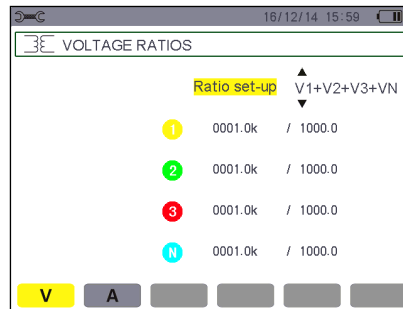 16/12/14 15:59
VOLTAGE RATIOS
Ratio set-up V1+V2+V3+VN
1 0001.0k / 1000.0
2 0001.0k / 1000.0
3 0001.0k / 1000.0
N 0001.0k / 1000.0
V A